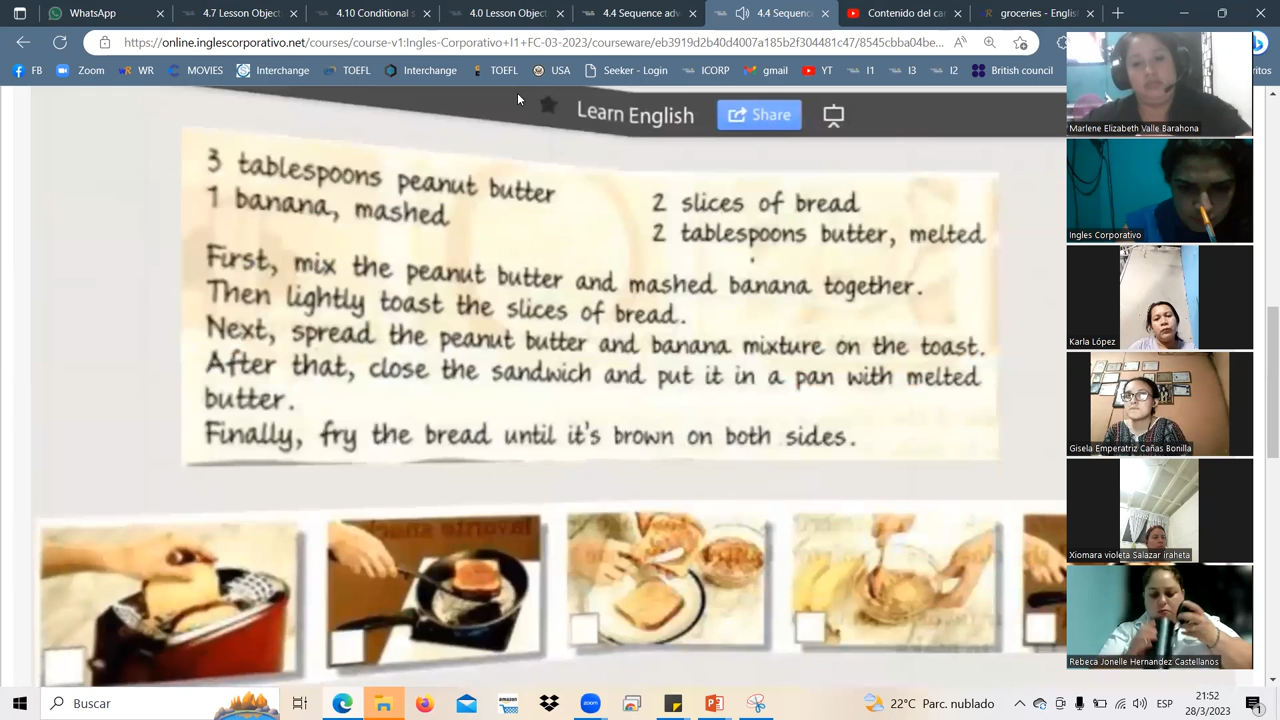 WhatsApp
4.7 Lesson Object
4.10 Conditional s
4.0 Lesson Object
4.4 Sequence adv
4.4 Sequence
Contenido del car
groceries - Englis
https://online.inglescorporativo.net/courses/course-v1:Ingles-Corporativo+I1+FC-03-2023/courseware/eb3919d2b40d4007a185b2f304481c47/8545cbba04be...
FB
Zoom
WR
MOVIES
Interchange
TOEFL
Interchange
TOEFL
USA
Seeker - Login
ICORP
gmail
YT
I1
I3
I2
British council
Learn English
Share
3 tablespoons peanut butter
1 banana, mashed
2 slices of bread
2 tablespoons butter, melted
First, mix the peanut butter and mashed banana together.
Then lightly toast the slices of bread.
Next, spread the peanut butter and banana mixture on the toast.
After that, close the sandwich and put it in a pan with melted
butter.
Finally, fry the bread until it's brown on both sides.
Marlene Elizabeth Valle Barahona
Ingles Corporativo
Karla López
Gisela Emperatriz Cañas Bonilla
Xiomara violeta Salazar iraheta
Rebeca Jonelle Hernandez Castellanos
Buscar
22°C Parc. nublado
ESP
21:52
28/3/2023